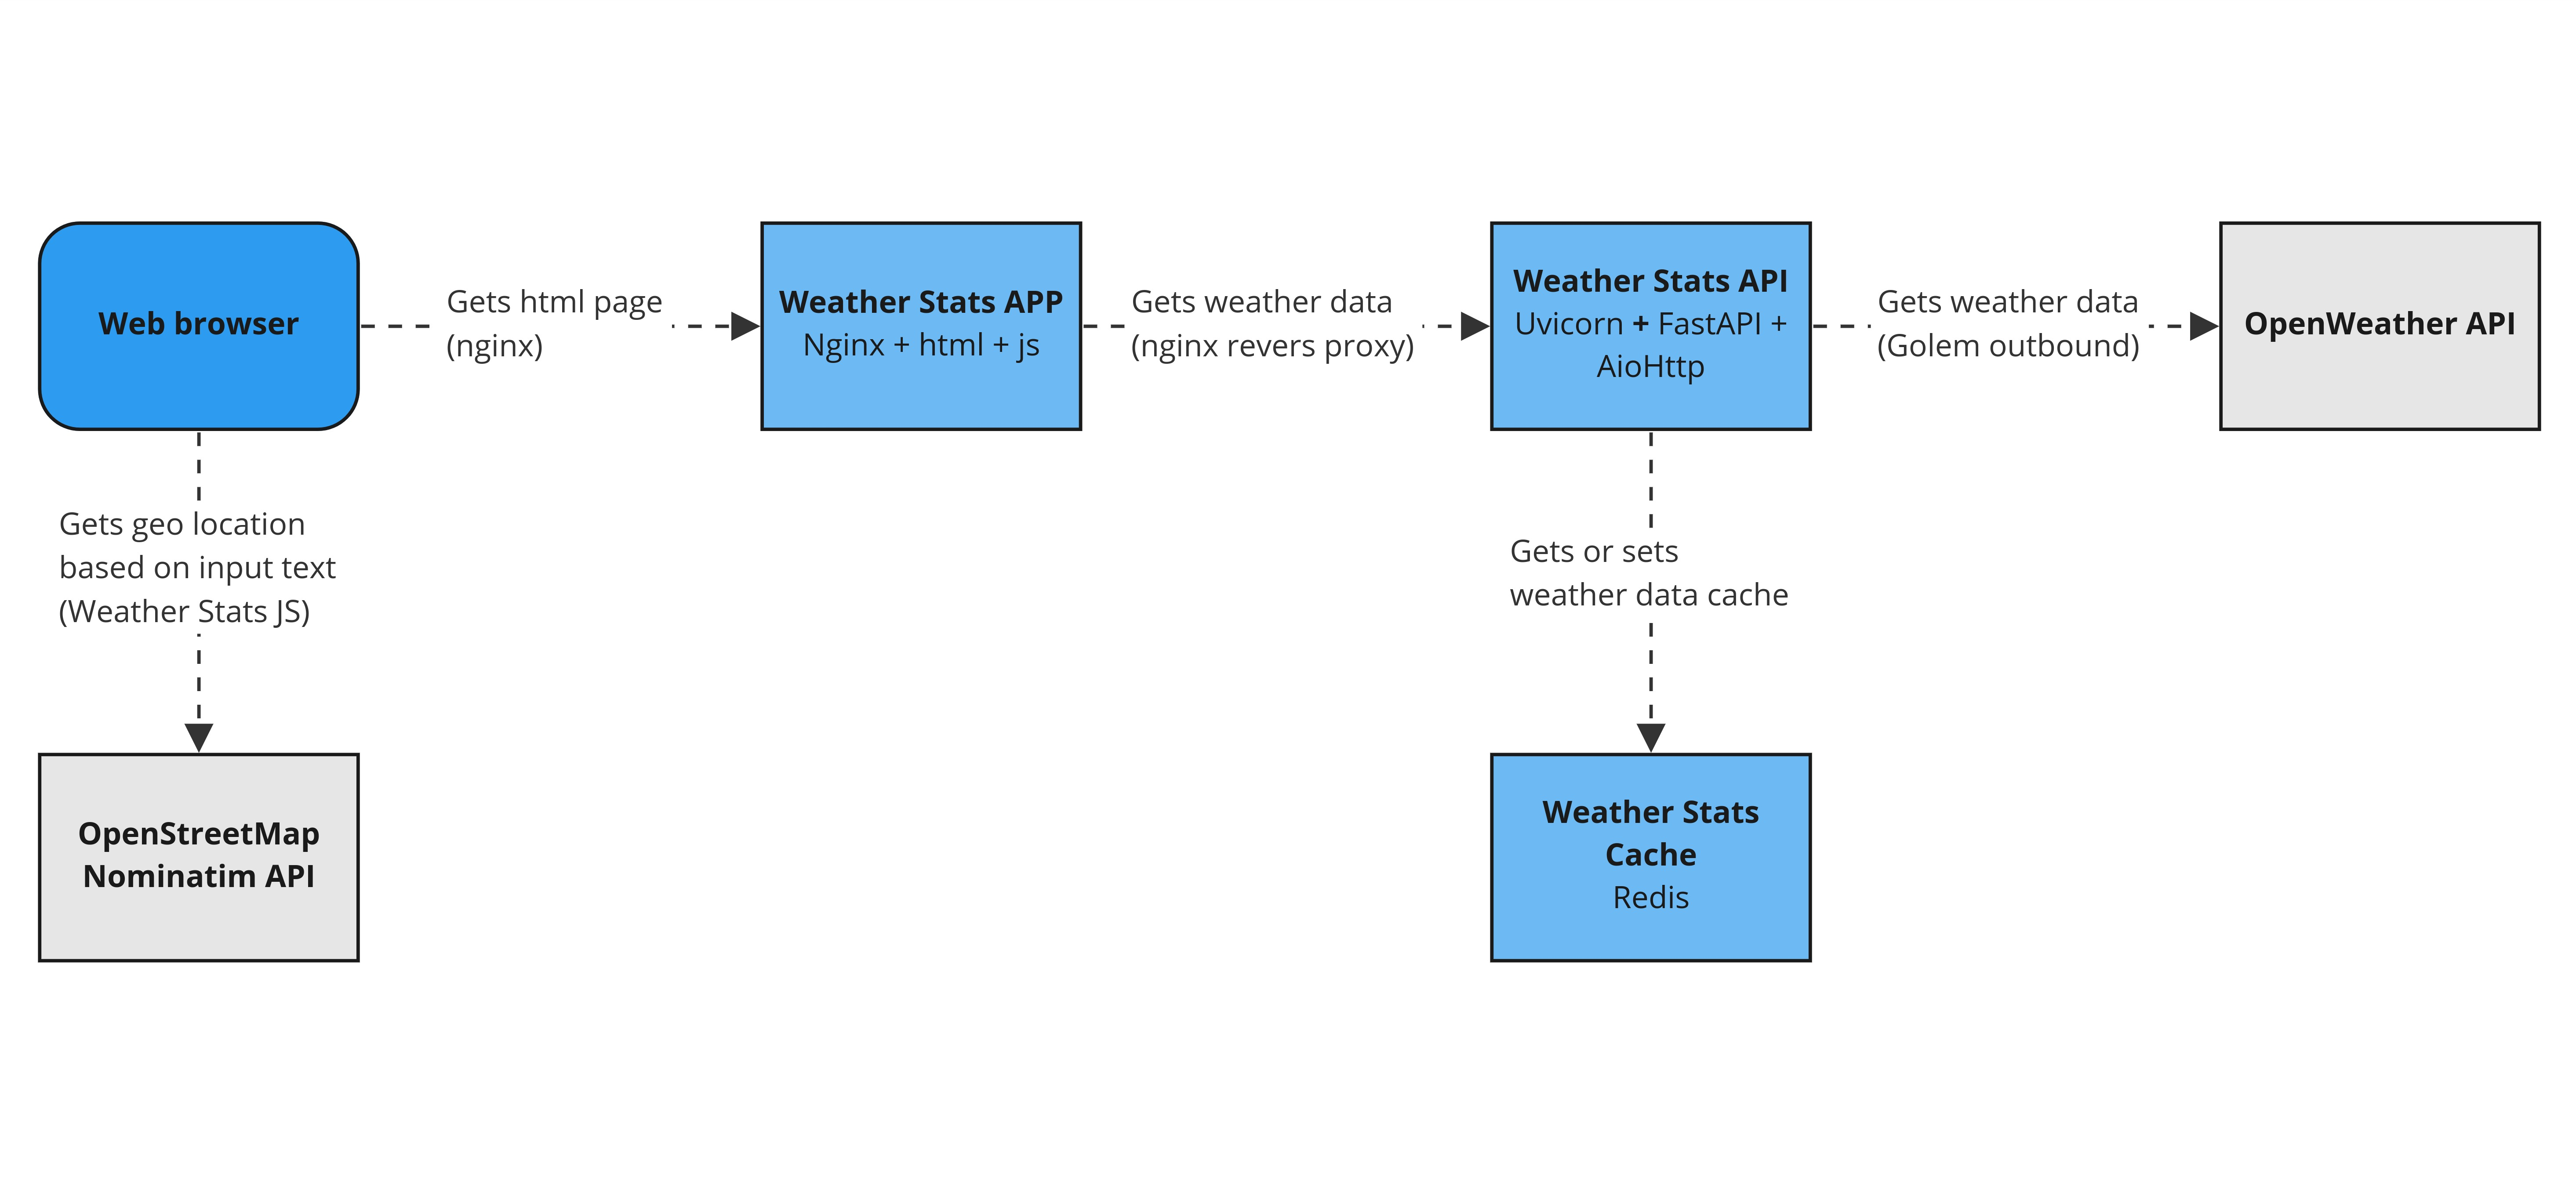 Web browser
Gets html page
(nginx)
Weather Stats APP
Nginx + html + js
Gets weather data
(nginx revers proxy)
Weather Stats API
Uvicorn + FastAPI +
AioHttp
Gets weather data
(Golem outbound)
OpenWeather API
Gets geo location
based on input text
(Weather Stats JS)
Gets or sets
weather data cache
OpenStreetMap
Nominatim API
Weather Stats
Cache
Redis